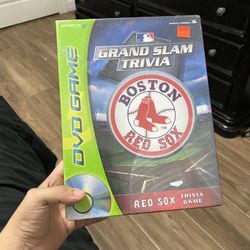 DVD GAME
GRAND SLAM
TRIVIA
BOSTON
RED SOX
RED SOX TRIVIA
GAME